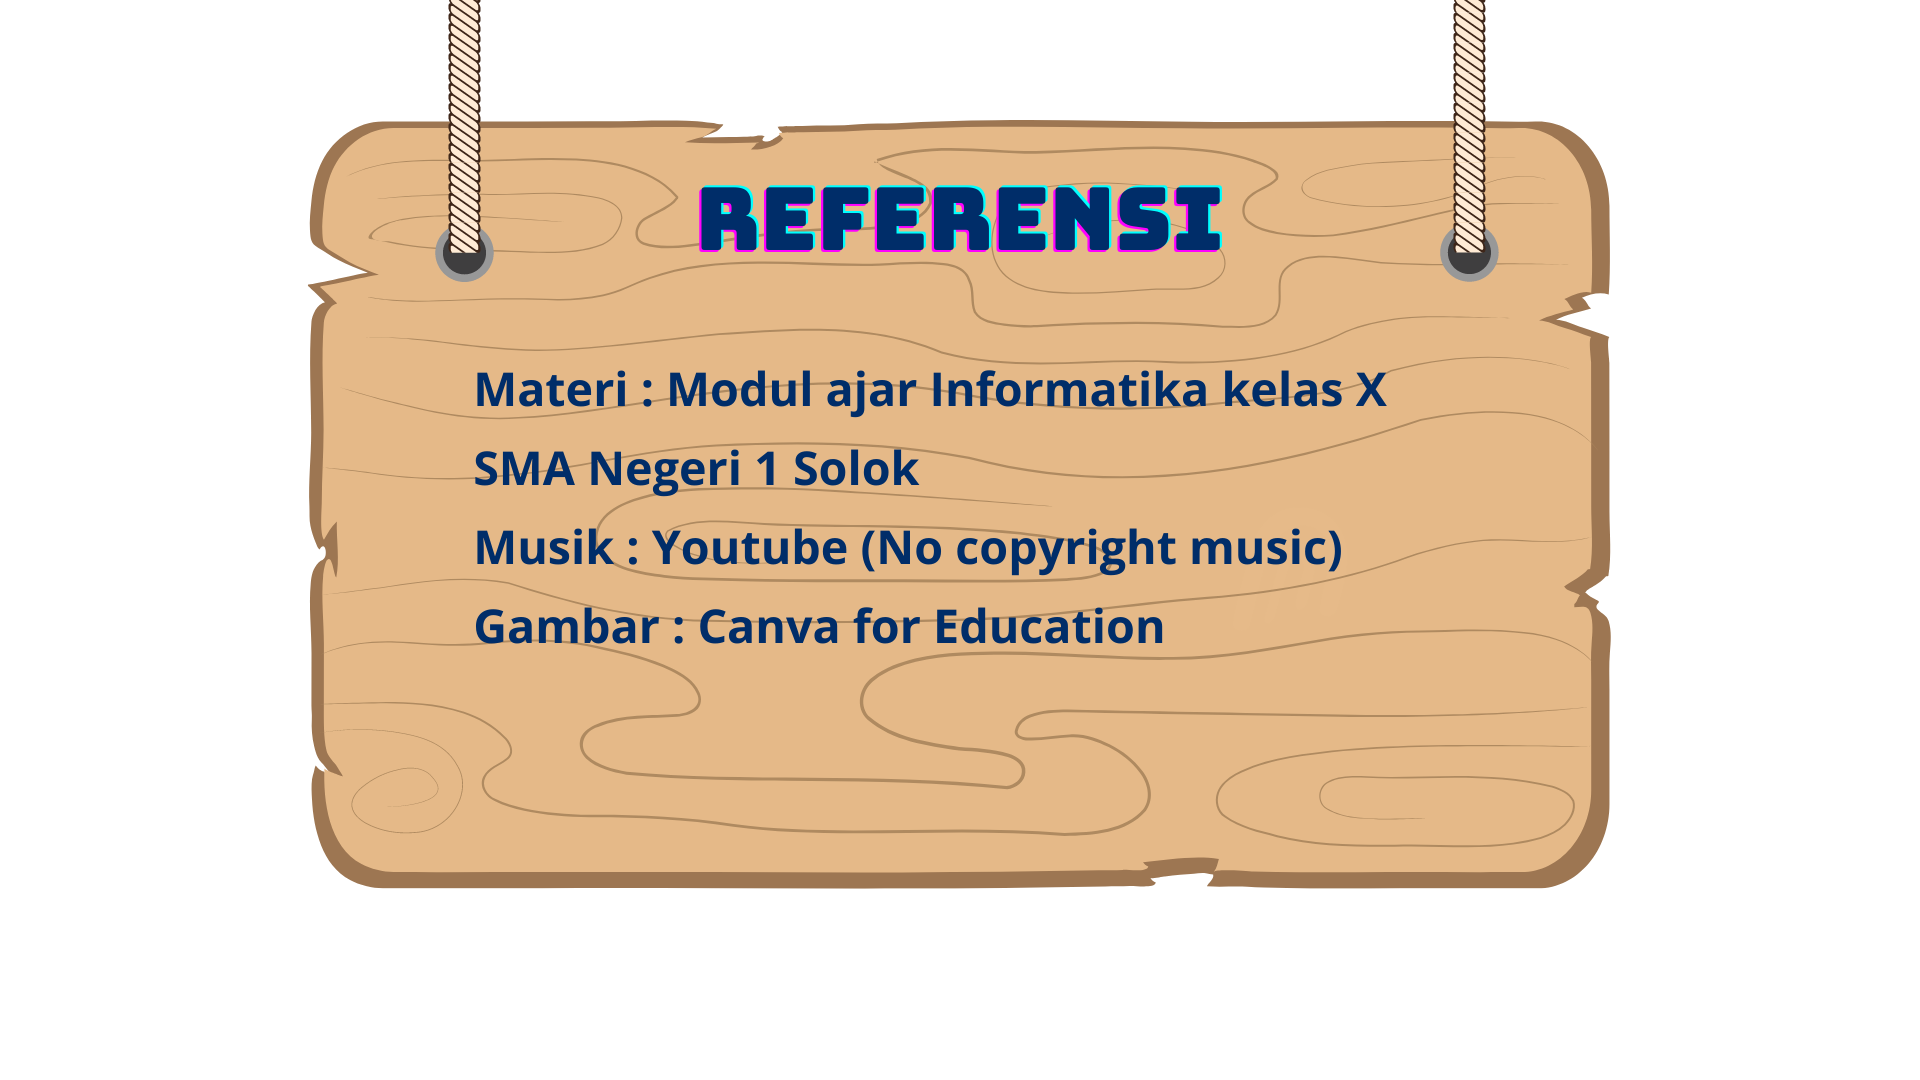 REFERENSI
Materi : Modul ajar Informatika kelas X
SMA Negeri 1 Solok
Musik : Youtube (No copyright music)
Gambar : Canva for Education